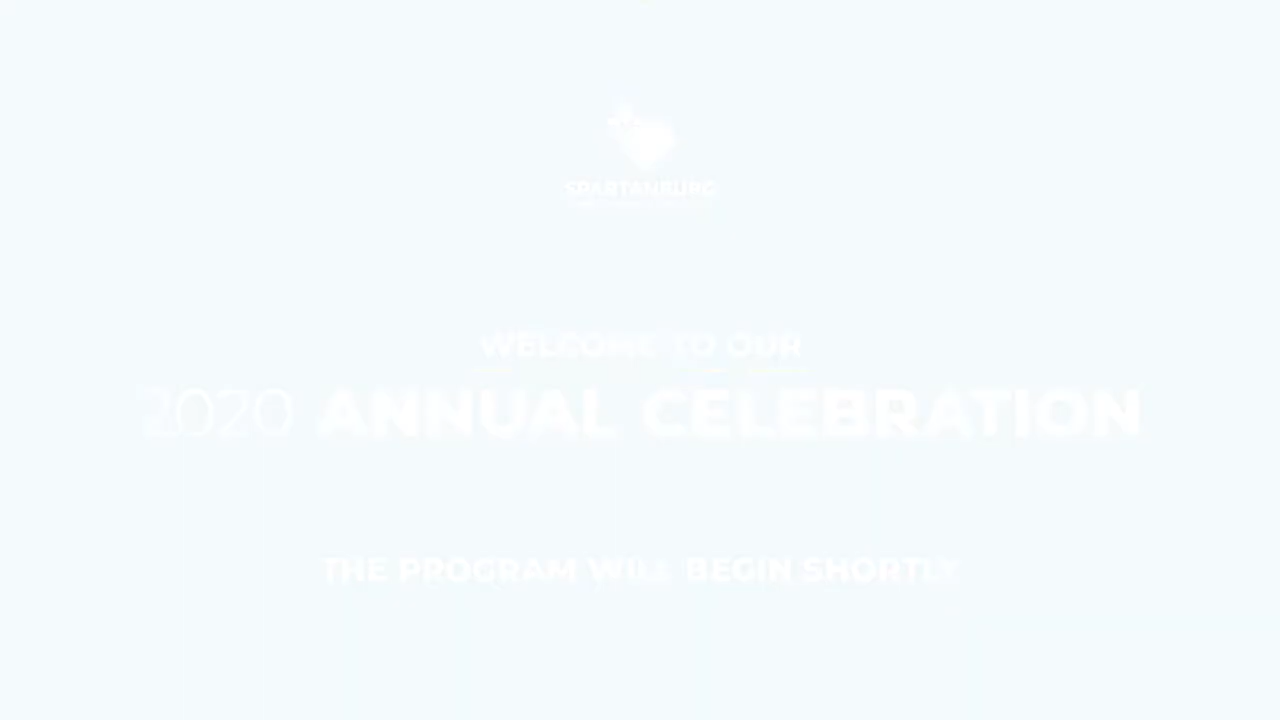 SPARTANBURG
WELCOME TO OUR
2020 ANNUAL CELEBRATION
THE PROGRAM WILL BEGIN SHORTLY